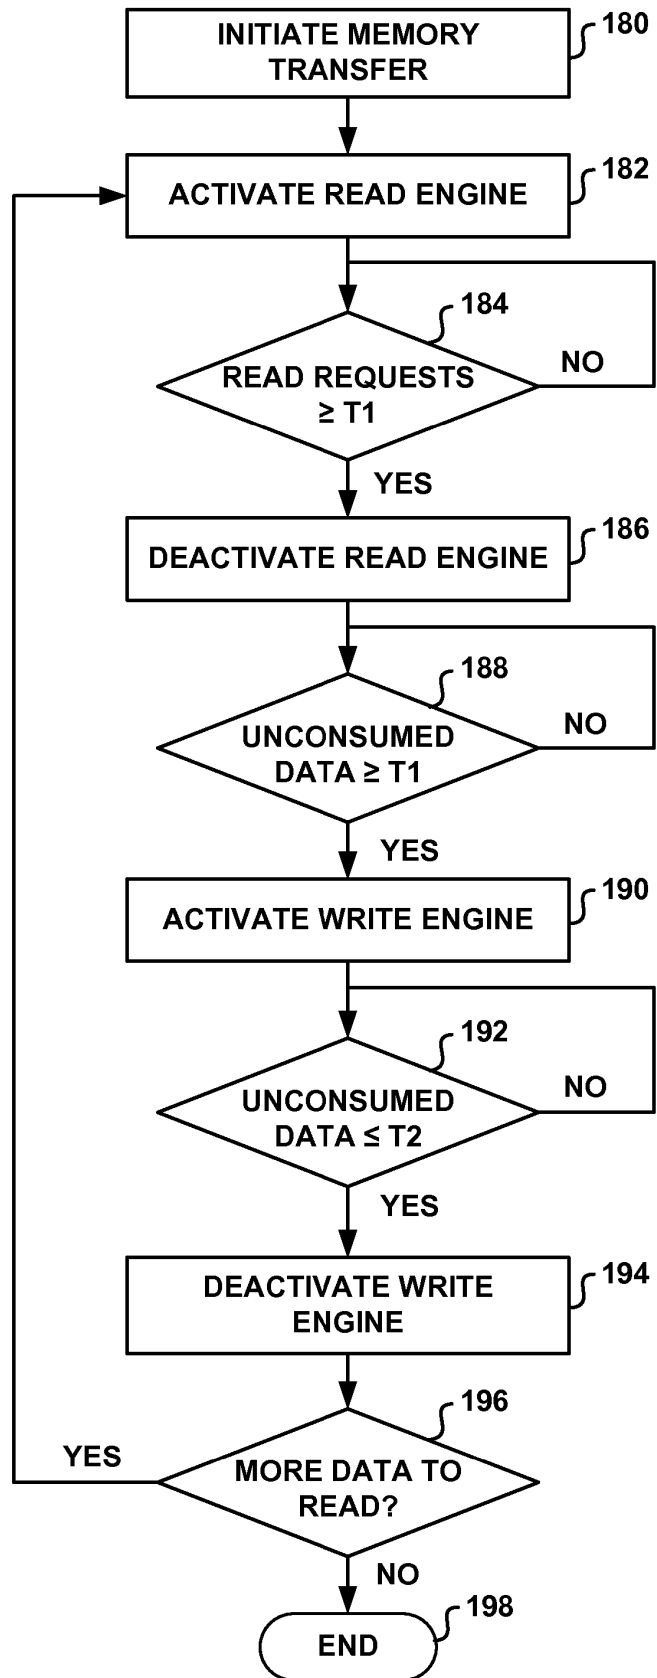 INITIATE MEMORY
TRANSFER
180
ACTIVATE READ ENGINE
182
184
READ REQUESTS
≥ T1
NO
YES
DEACTIVATE READ ENGINE
186
188
UNCONSUMED
DATA ≥ T1
NO
YES
ACTIVATE WRITE ENGINE
190
192
UNCONSUMED
DATA ≤ T2
NO
YES
DEACTIVATE WRITE
ENGINE
194
196
YES
MORE DATA TO
READ?
NO
198
END